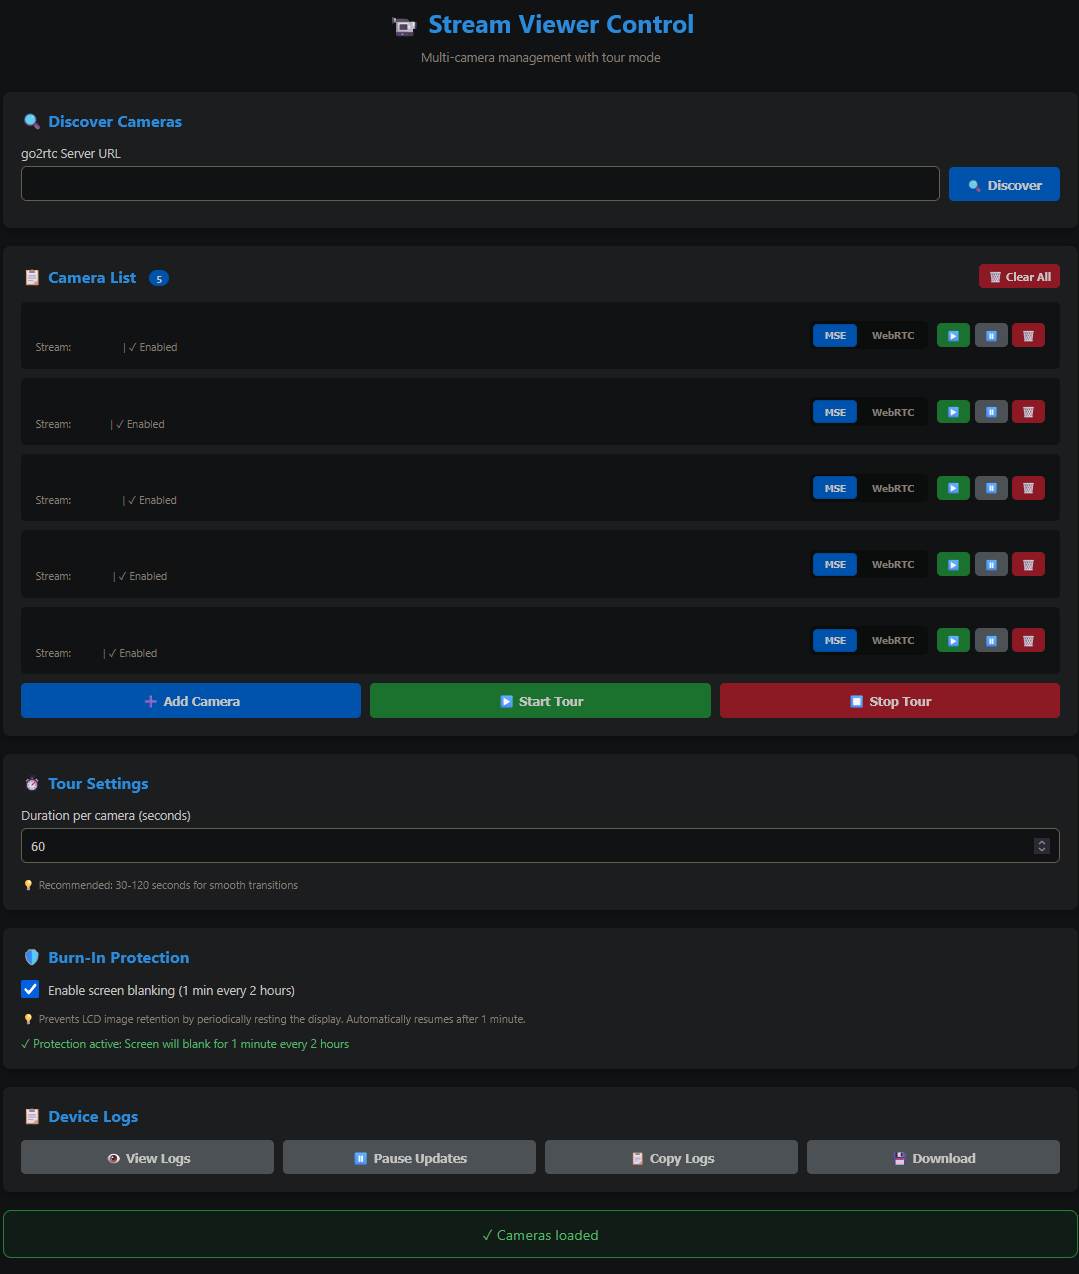 Stream Viewer Control
Multi-camera management with tour mode
Discover Cameras
go2rtc Server URL
Discover
Camera List 5
Clear All
MSE WebRTC
Stream: | ✓ Enabled
MSE WebRTC
Stream: | ✓ Enabled
MSE WebRTC
Stream: | ✓ Enabled
MSE WebRTC
Stream: | ✓ Enabled
MSE WebRTC
Stream: | ✓ Enabled
Add Camera
Start Tour
Stop Tour
Tour Settings
Duration per camera (seconds)
60
Recommended: 30-120 seconds for smooth transitions
Burn-In Protection
Enable screen blanking (1 min every 2 hours)
Prevents LCD image retention by periodically resting the display. Automatically resumes after 1 minute.
✓ Protection active: Screen will blank for 1 minute every 2 hours
Device Logs
View Logs
Pause Updates
Copy Logs
Download
✓ Cameras loaded